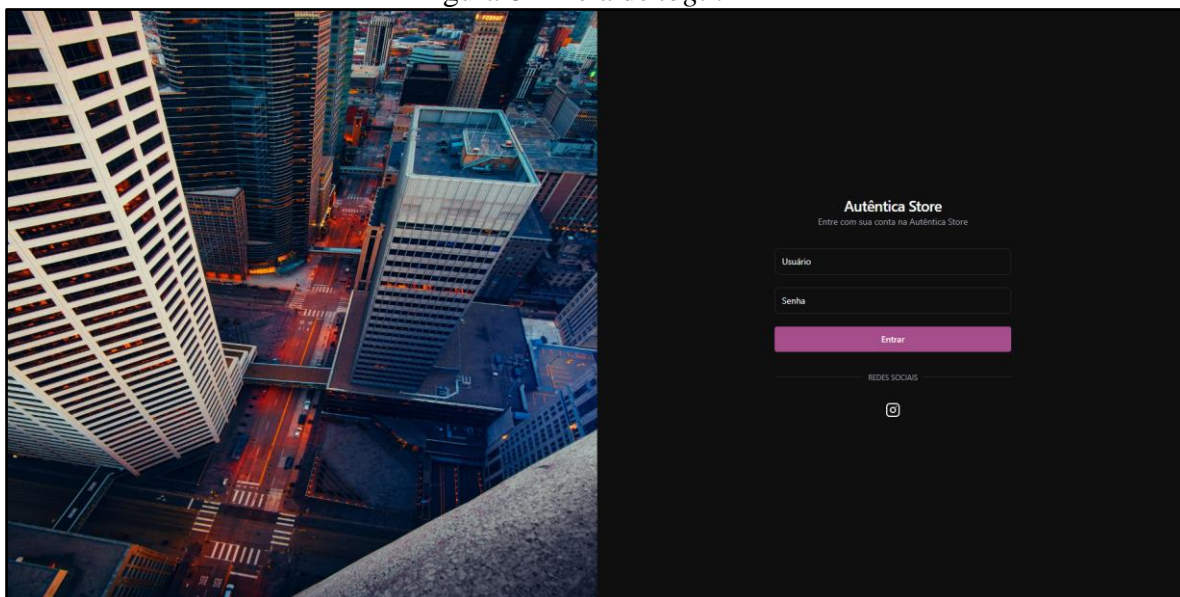 Autêntica Store
Entre com sua conta na Autêntica Store
Usuário
Senha
Entrar
REDES SOCIAIS